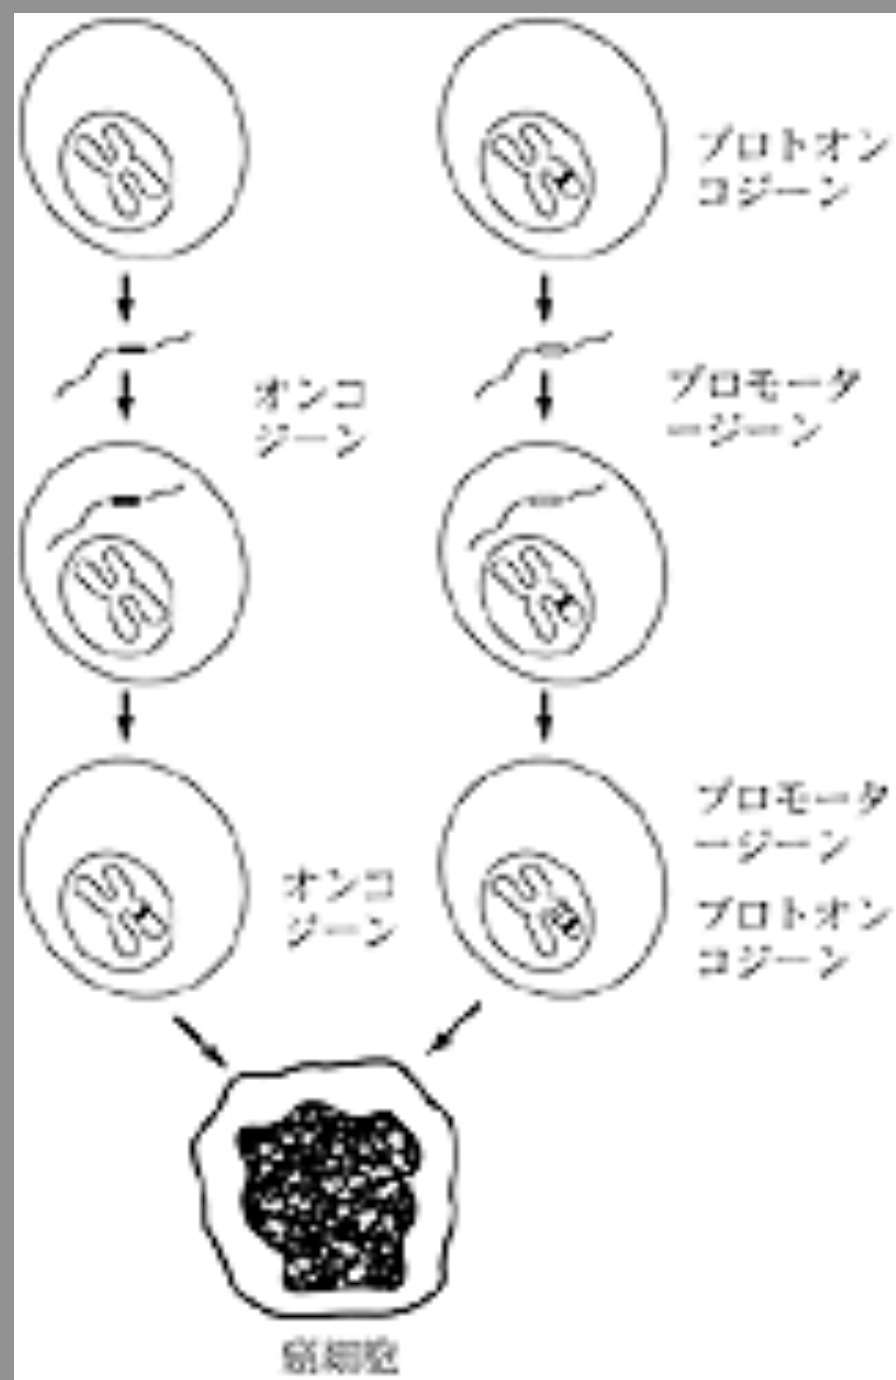 プロトオン
コジーン
オンコ
ジーン
プロモータ
ージーン
オンコ
ジーン
プロモータ
ージーン
プロトオン
コジーン
癌細胞